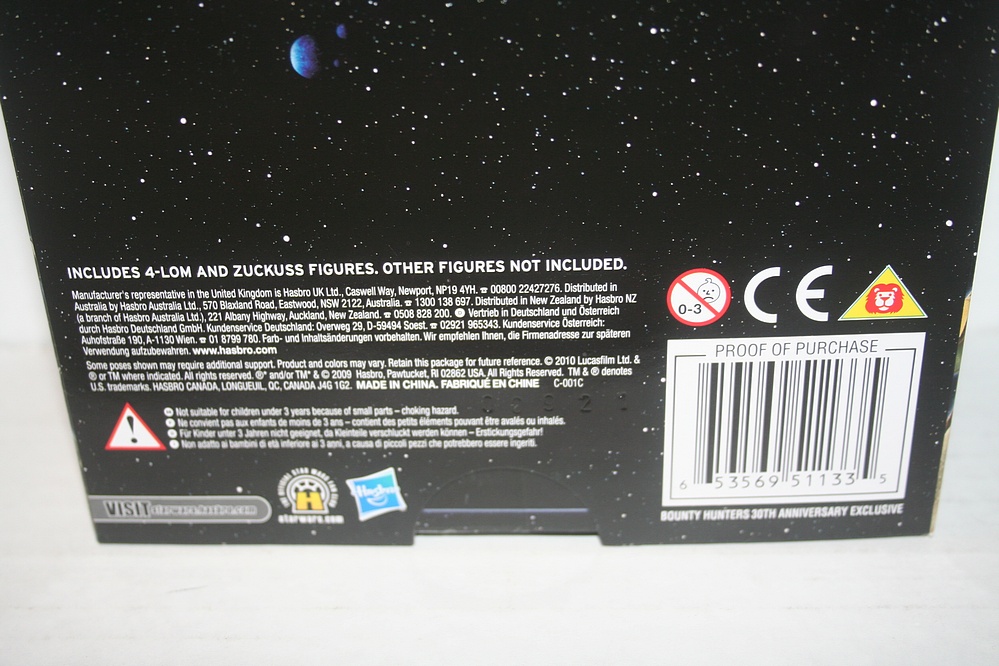 INCLUDES 4-LOM AND ZUCKUSS FIGURES. OTHER FIGURES NOT INCLUDED.
Manufacturer's representative in the United Kingdom is Hasbro UK Ltd., Caswell Way, Newport, NP19 4YH. ☎ 00800 22427276. Distributed in
Australia by Hasbro Australia Ltd., 570 Blaxland Road, Eastwood, NSW 2122, Australia. ☎ 1300 138 697. Distributed in New Zealand by Hasbro NZ
(a branch of Hasbro Australia Ltd.), 221 Albany Highway, Auckland, New Zealand. ☎ 0508 828 200. Vertrieb in Deutschland und Österreich
durch Hasbro Deutschland GmbH. Kundenservice Deutschland: Overweg 29, D-59494 Soest. ☎ 02921 965343. Kundenservice Österreich:
Auhofstraße 190, A-1130 Wien. ☎ 01 8799 780. Farb- und Inhaltsänderungen vorbehalten. Wir empfehlen Ihnen, die Firmenadresse zur späteren
Verwendung aufzubewahren. www.hasbro.com
Some poses shown may require additional support. Product and colors may vary. Retain this package for future reference. © 2010 Lucasfilm Ltd. &
® or TM where indicated. All rights reserved. ®* and/or TM* & © 2009 Hasbro, Pawtucket, RI 02862 USA. All Rights Reserved. TM & ® denotes
U.S. trademarks. HASBRO CANADA, LONGUEUIL, QC, CANADA J4G 1G2. MADE IN CHINA. FABRIQUÉ EN CHINE C-001C
Not suitable for children under 3 years because of small parts – choking hazard.
Ne convient pas aux enfants de moins de 3 ans – contient des petits éléments pouvant être avalés ou inhalés.
Für Kinder unter 3 Jahren nicht geeignet, da Kleinteile verschluckt werden können – Erstickungsgefahr!
Non adatto ai bambini di età inferiore ai 3 anni, a causa di piccoli pezzi che potrebbero essere ingeriti.
VISIT starwars.hasbro.com
OFFICIAL STAR WARS FAN CLUB
H
starwars.com
Hasbro
0-3
CE
PROOF OF PURCHASE
6 53569 51133 5
BOUNTY HUNTERS 30TH ANNIVERSARY EXCLUSIVE